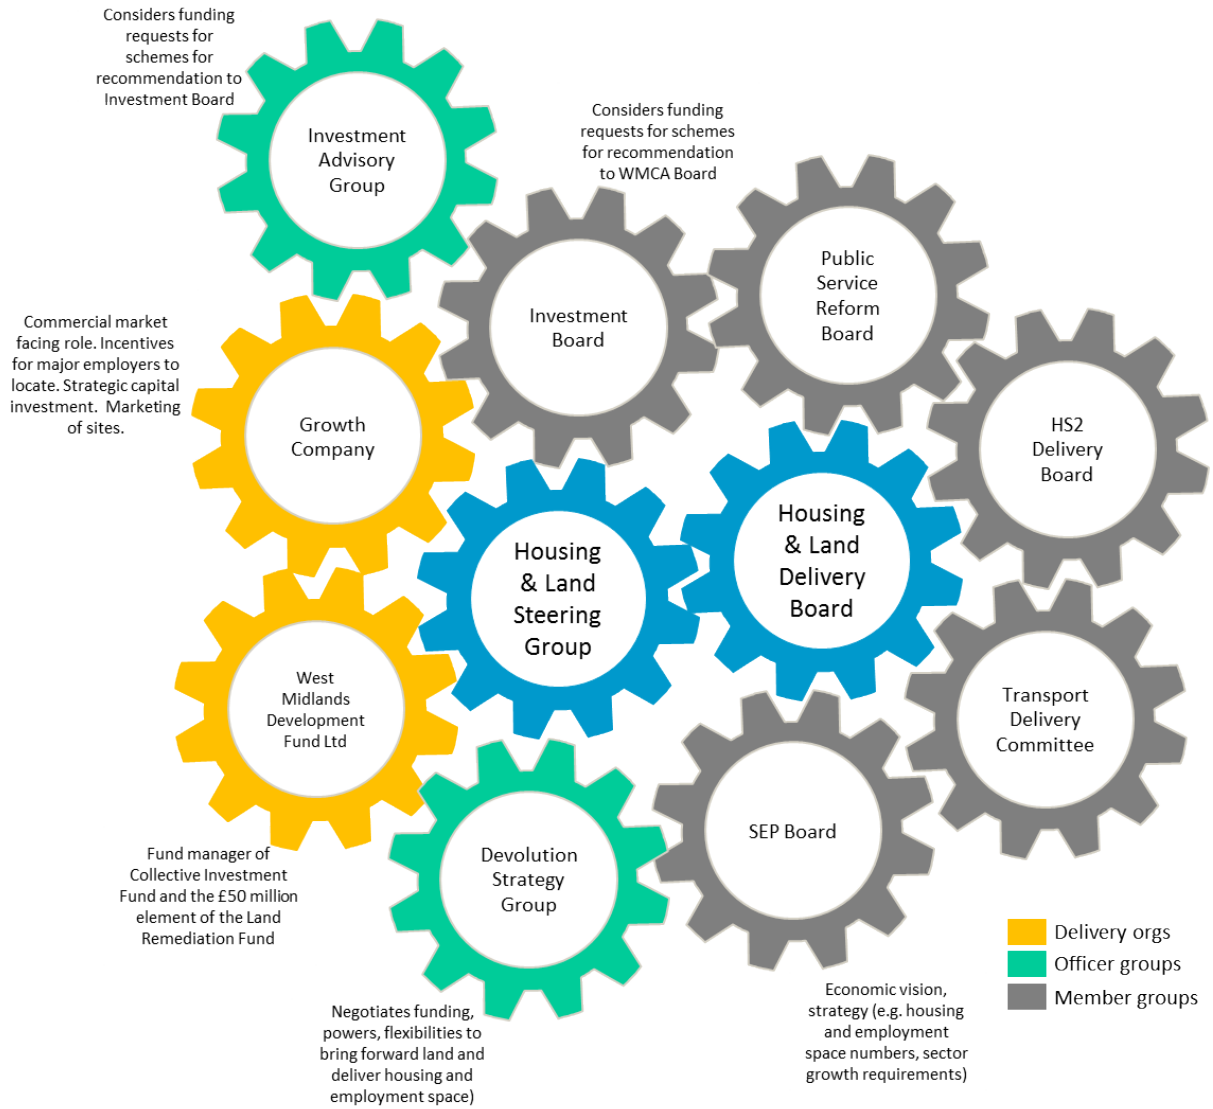 Considers funding
requests for
schemes for
recommendation to
Investment Board
Investment
Advisory
Group
Considers funding
requests for schemes
for recommendation
to WMCA Board
Investment
Board
Public
Service
Reform
Board
Commercial market
facing role. Incentives
for major employers to
locate. Strategic capital
investment.  Marketing
of sites.
Growth
Company
HS2
Delivery
Board
Housing
& Land
Steering
Group
Housing
& Land
Delivery
Board
West
Midlands
Development
Fund Ltd
Transport
Delivery
Committee
SEP Board
Devolution
Strategy
Group
Fund manager of
Collective Investment
Fund and the £50 million
element of the Land
Remediation Fund
Delivery orgs
Officer groups
Member groups
Negotiates funding,
powers, flexibilities to
bring forward land and
deliver housing and
employment space)
Economic vision,
strategy (e.g. housing
and employment
space numbers, sector
growth requirements)